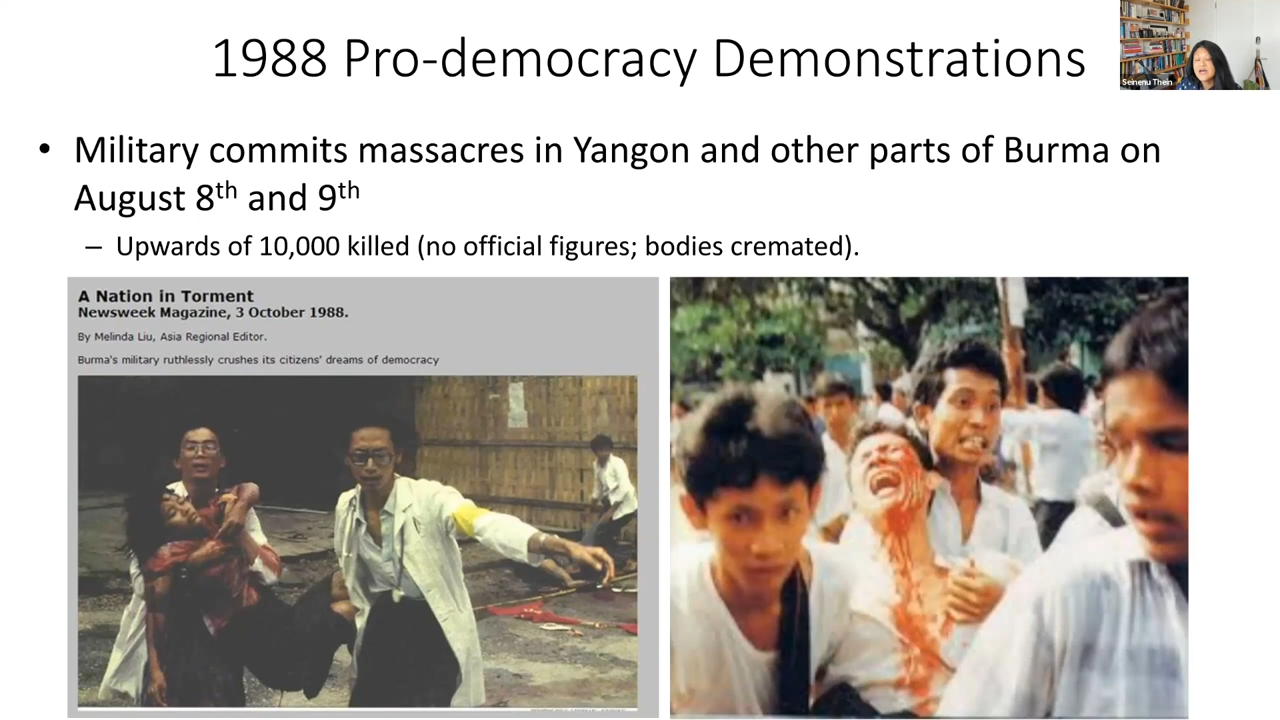 1988 Pro-democracy Demonstrations
Seinenu Thein
• Military commits massacres in Yangon and other parts of Burma on
August 8th and 9th
– Upwards of 10,000 killed (no official figures; bodies cremated).
A Nation in Torment
Newsweek Magazine, 3 October 1988.
By Melinda Liu, Asia Regional Editor.
Burma's military ruthlessly crushes its citizens' dreams of democracy